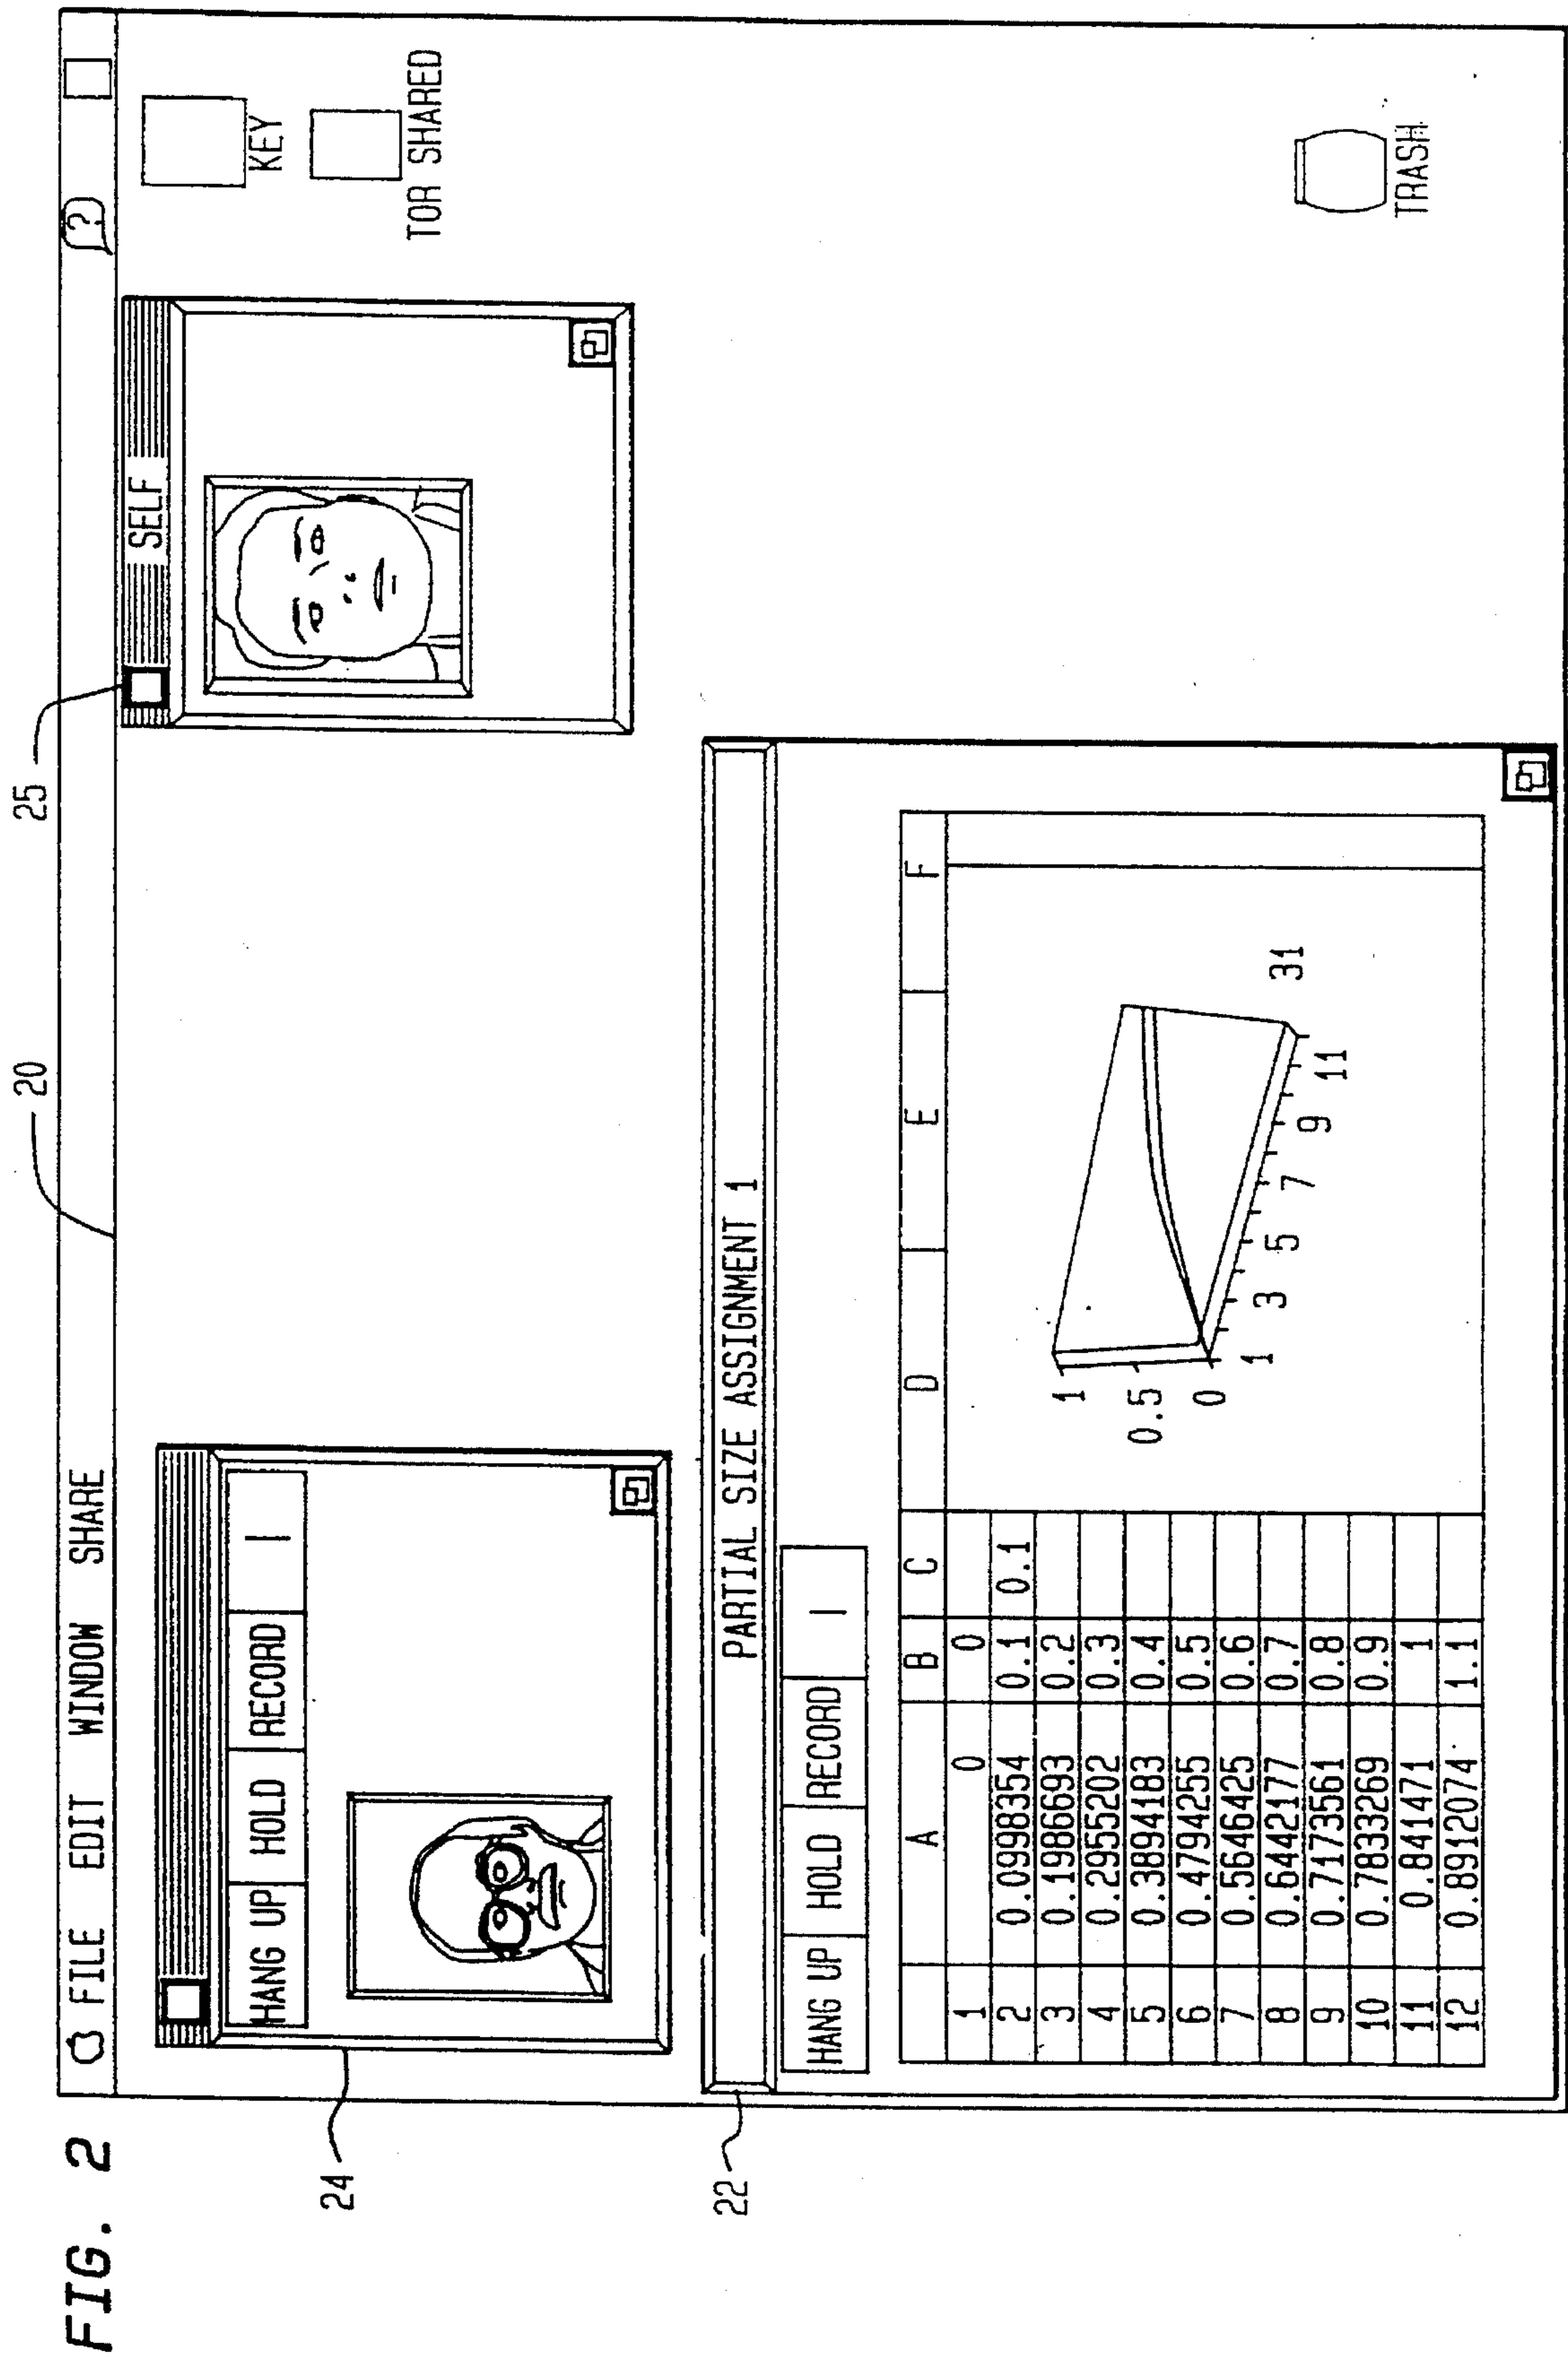 FIG. 2
20
25
FILE EDIT WINDOW SHARE
?
24
HANG UP HOLD RECORD |
SELF
KEY
TOR SHARED
22
PARTIAL SIZE ASSIGNMENT 1
HANG UP HOLD RECORD |
A B C D E F
1 0 0
2 0.0998354 0.1 0.1
3 0.1986693 0.2
4 0.2955202 0.3
5 0.3894183 0.4
6 0.4794255 0.5
7 0.5646425 0.6
8 0.6442177 0.7
9 0.7173561 0.8
10 0.7833269 0.9
11 0.841471 1
12 0.8912074 1.1
1
0.5
0
1 3 5 7 9 11
31
TRASH